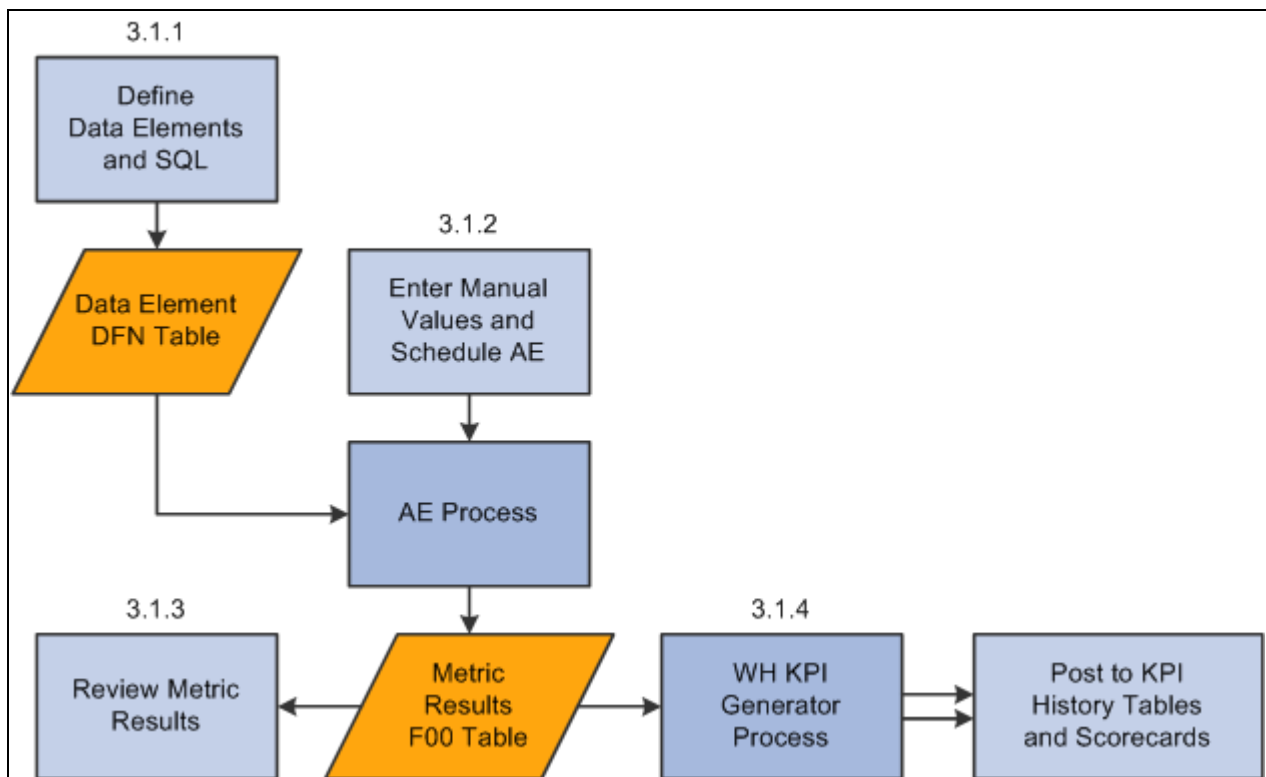 3.1.1
Define
Data Elements
and SQL
3.1.2
Data Element
DFN Table
Enter Manual
Values and
Schedule AE
AE Process
3.1.3
3.1.4
Review Metric
Results
Metric
Results
F00 Table
WH KPI
Generator
Process
Post to KPI
History Tables
and Scorecards